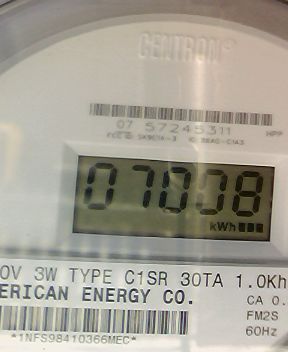 CENTRON®
07 57245311
HPP
07008
kWh
0V 3W TYPE C1SR 30TA 1.0Kh
ERICAN ENERGY CO.
CA 0.
FM2S
60Hz
*1NFS98410366MEC*